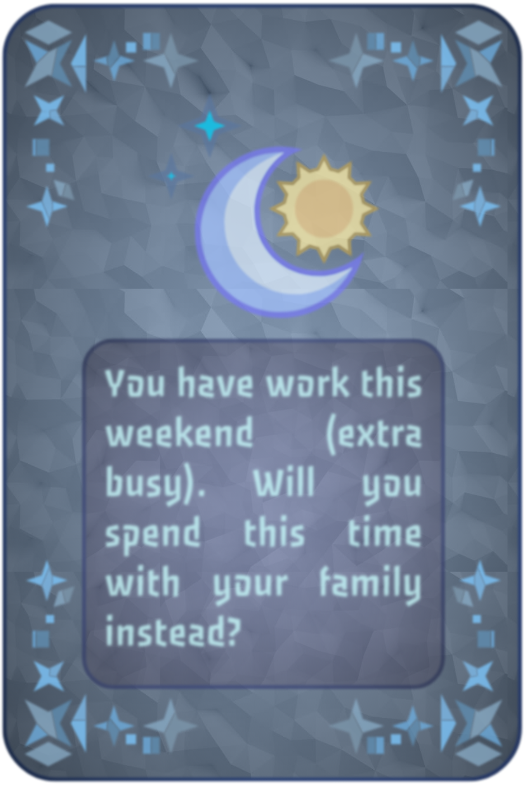 You have work this
weekend (extra
busy). Will you
spend this time
with your family
instead?